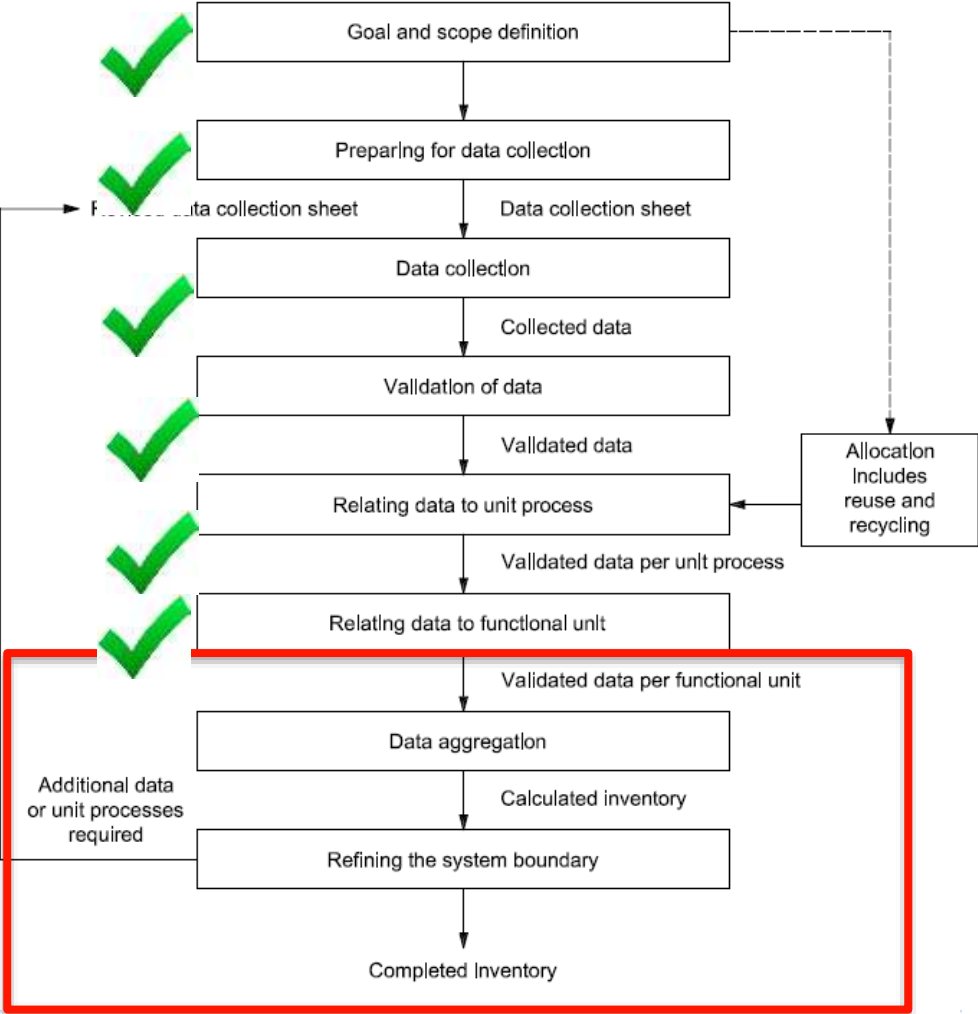 Goal and scope definition
Preparing for data collection
data collection sheet
Data collection sheet
Data collection
Collected data
Validation of data
Validated data
Allocation
includes
reuse and
recycling
Relating data to unit process
Validated data per unit process
Relating data to functional unit
Validated data per functional unit
Data aggregation
Additional data
or unit processes
required
Calculated inventory
Refining the system boundary
Completed inventory